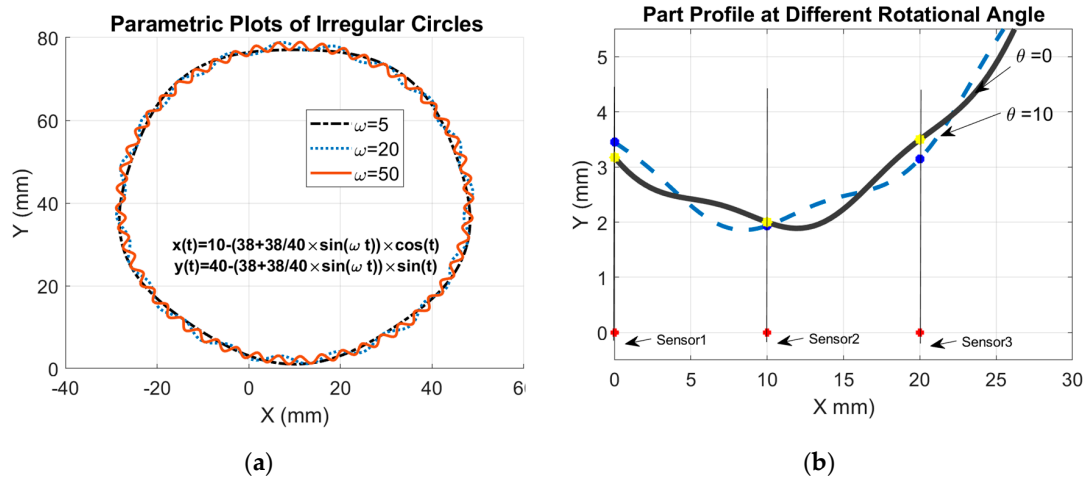 Parametric Plots of Irregular Circles
80
60
40
20
0
-40
-20
0
20
40
60
Y (mm)
X (mm)
ω=5
ω=20
ω=50
x(t)=10-(38+38/40×sin(ω t))×cos(t)
y(t)=40-(38+38/40×sin(ω t))×sin(t)
(a)
Part Profile at Different Rotational Angle
5
4
3
2
1
0
0
5
10
15
20
25
30
Y (mm)
X mm)
θ =0
θ =10
Sensor1
Sensor2
Sensor3
(b)